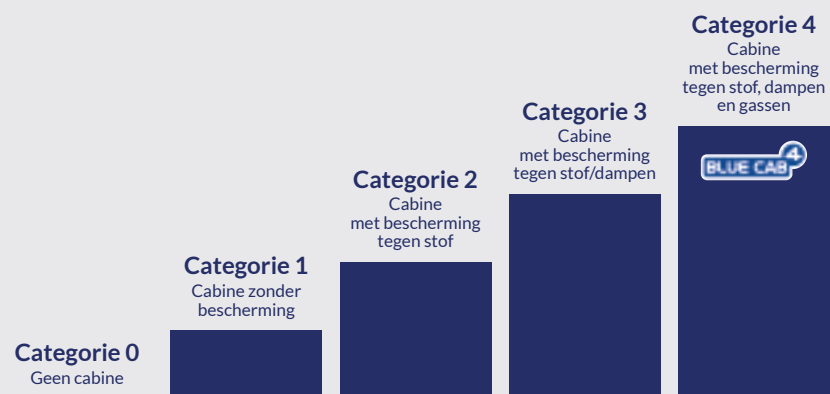 Categorie 0
Geen cabine
Categorie 1
Cabine zonder
bescherming
Categorie 2
Cabine
met bescherming
tegen stof
Categorie 3
Cabine
met bescherming
tegen stof/dampen
Categorie 4
Cabine
met bescherming
tegen stof, dampen
en gassen
BLUE CAB 4